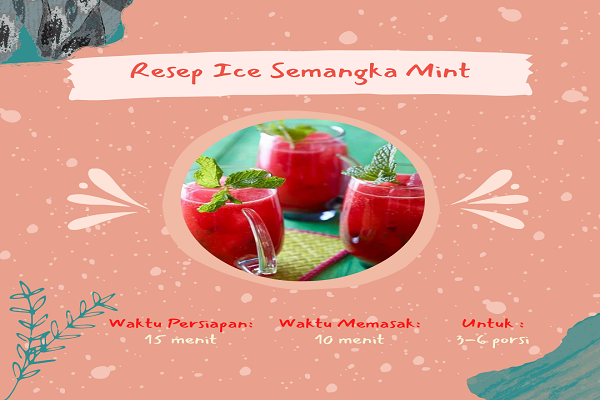 Resep Ice Semangka Mint
Waktu Persiapan: Waktu Memasak: Untuk :
15 menit 10 menit 3-6 porsi